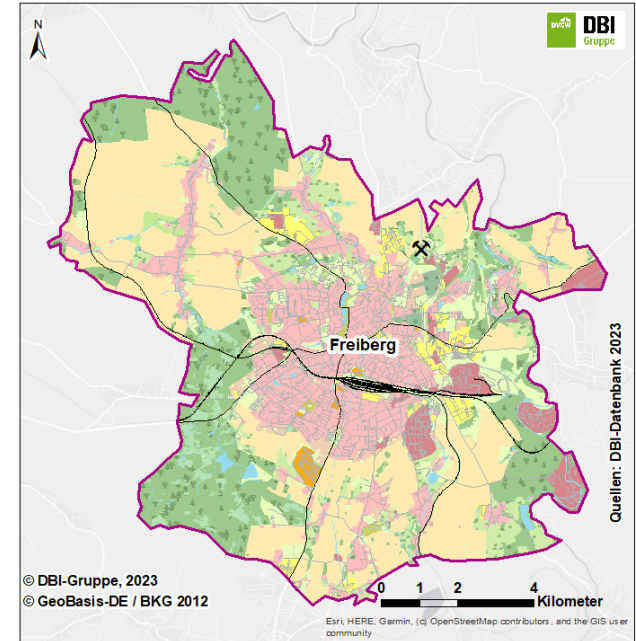 N
DVGW DBI
Gruppe
Freiberg
Quellen: DBI-Datenbank 2023
© DBI-Gruppe, 2023
© GeoBasis-DE / BKG 2012
0 1 2 4
Kilometer
Esri, HERE, Garmin, (c) OpenStreetMap contributors, and the GIS user
community